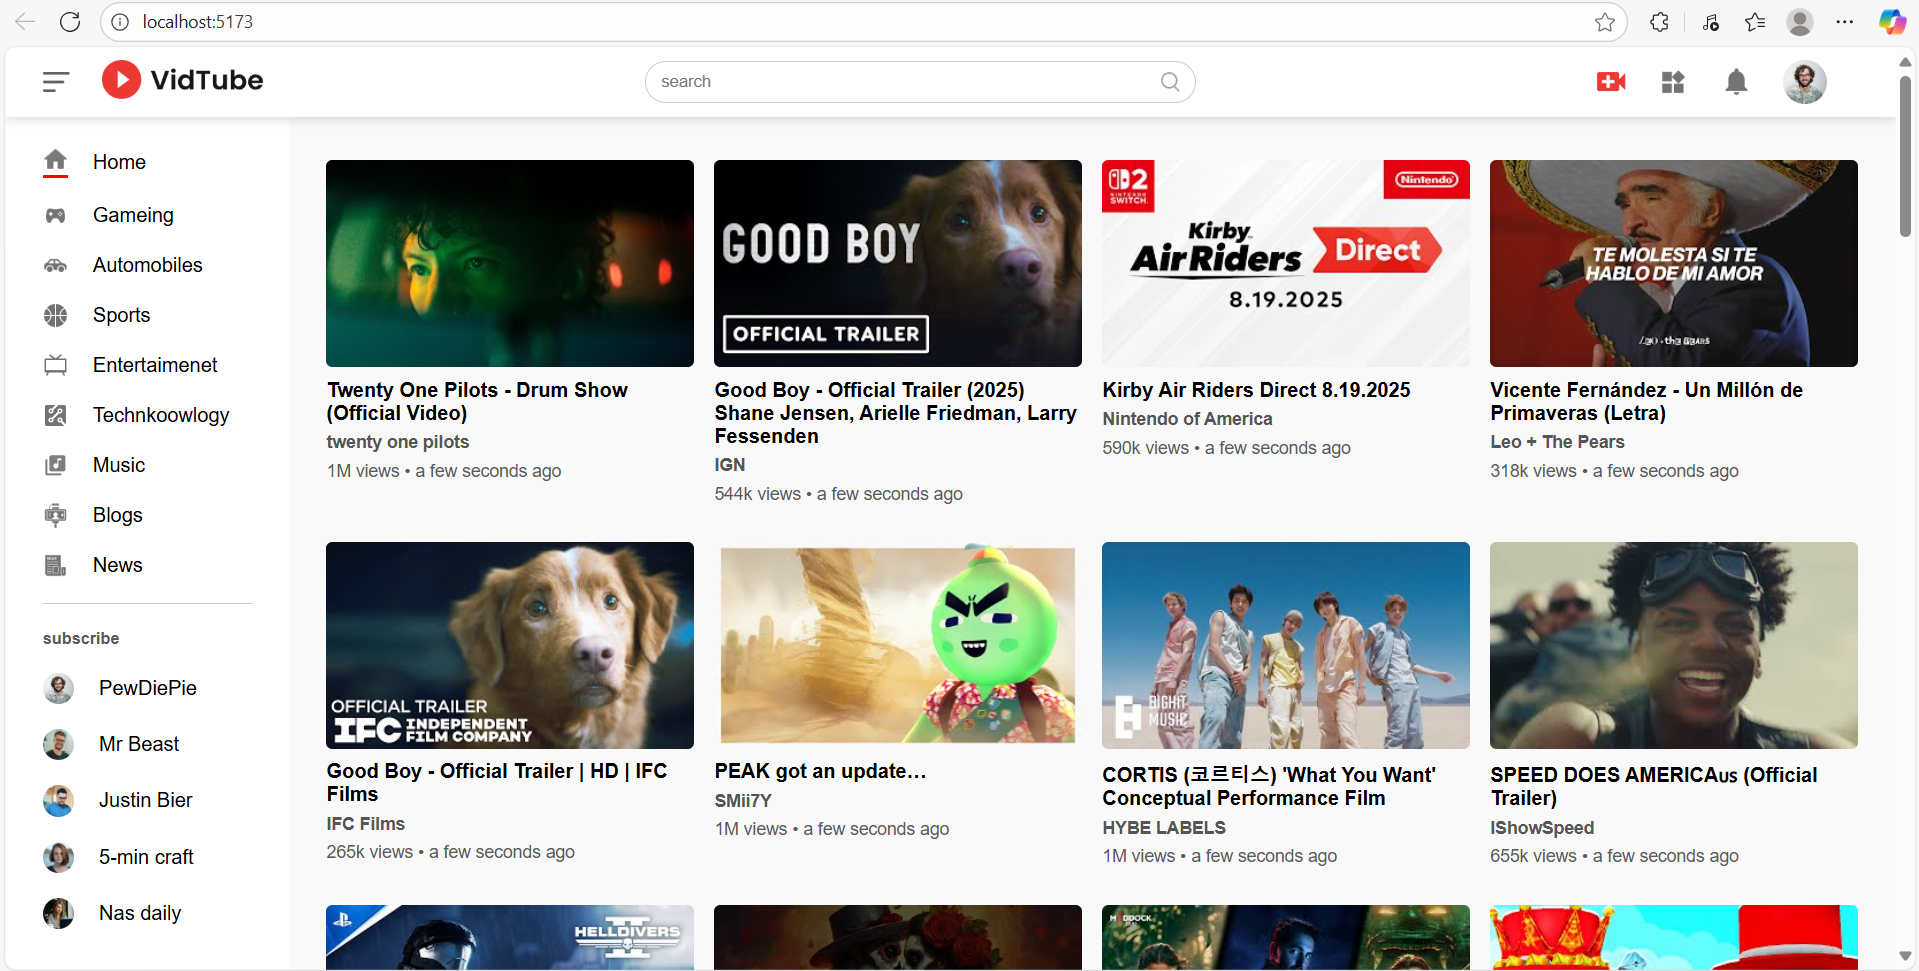 localhost:5173
VidTube
search
Home
Gameing
Automobiles
Sports
Entertaimenet
Technkoowlogy
Music
Blogs
News
subscribe
PewDiePie
Mr Beast
Justin Bier
5-min craft
Nas daily
GOOD BOY
OFFICIAL TRAILER
2
NINTENDO
SWITCH
Nintendo
Kirby
Air Riders
Direct
8.19.2025
TE MOLESTA SI TE
HABLO DE MI AMOR
LEO + the PEARS
Twenty One Pilots - Drum Show
(Official Video)
twenty one pilots
1M views • a few seconds ago
Good Boy - Official Trailer (2025)
Shane Jensen, Arielle Friedman, Larry
Fessenden
IGN
544k views • a few seconds ago
Kirby Air Riders Direct 8.19.2025
Nintendo of America
590k views • a few seconds ago
Vicente Fernández - Un Millón de
Primaveras (Letra)
Leo + The Pears
318k views • a few seconds ago
OFFICIAL TRAILER
IFC INDEPENDENT
FILM COMPANY
BIGHIT
MUSIC
Good Boy - Official Trailer | HD | IFC
Films
IFC Films
265k views • a few seconds ago
PEAK got an update…
SMii7Y
1M views • a few seconds ago
CORTIS (코르티스) 'What You Want'
Conceptual Performance Film
HYBE LABELS
1M views • a few seconds ago
SPEED DOES AMERICAᴜs (Official
Trailer)
IShowSpeed
655k views • a few seconds ago
HELLDIVERS
II
MADDOCK